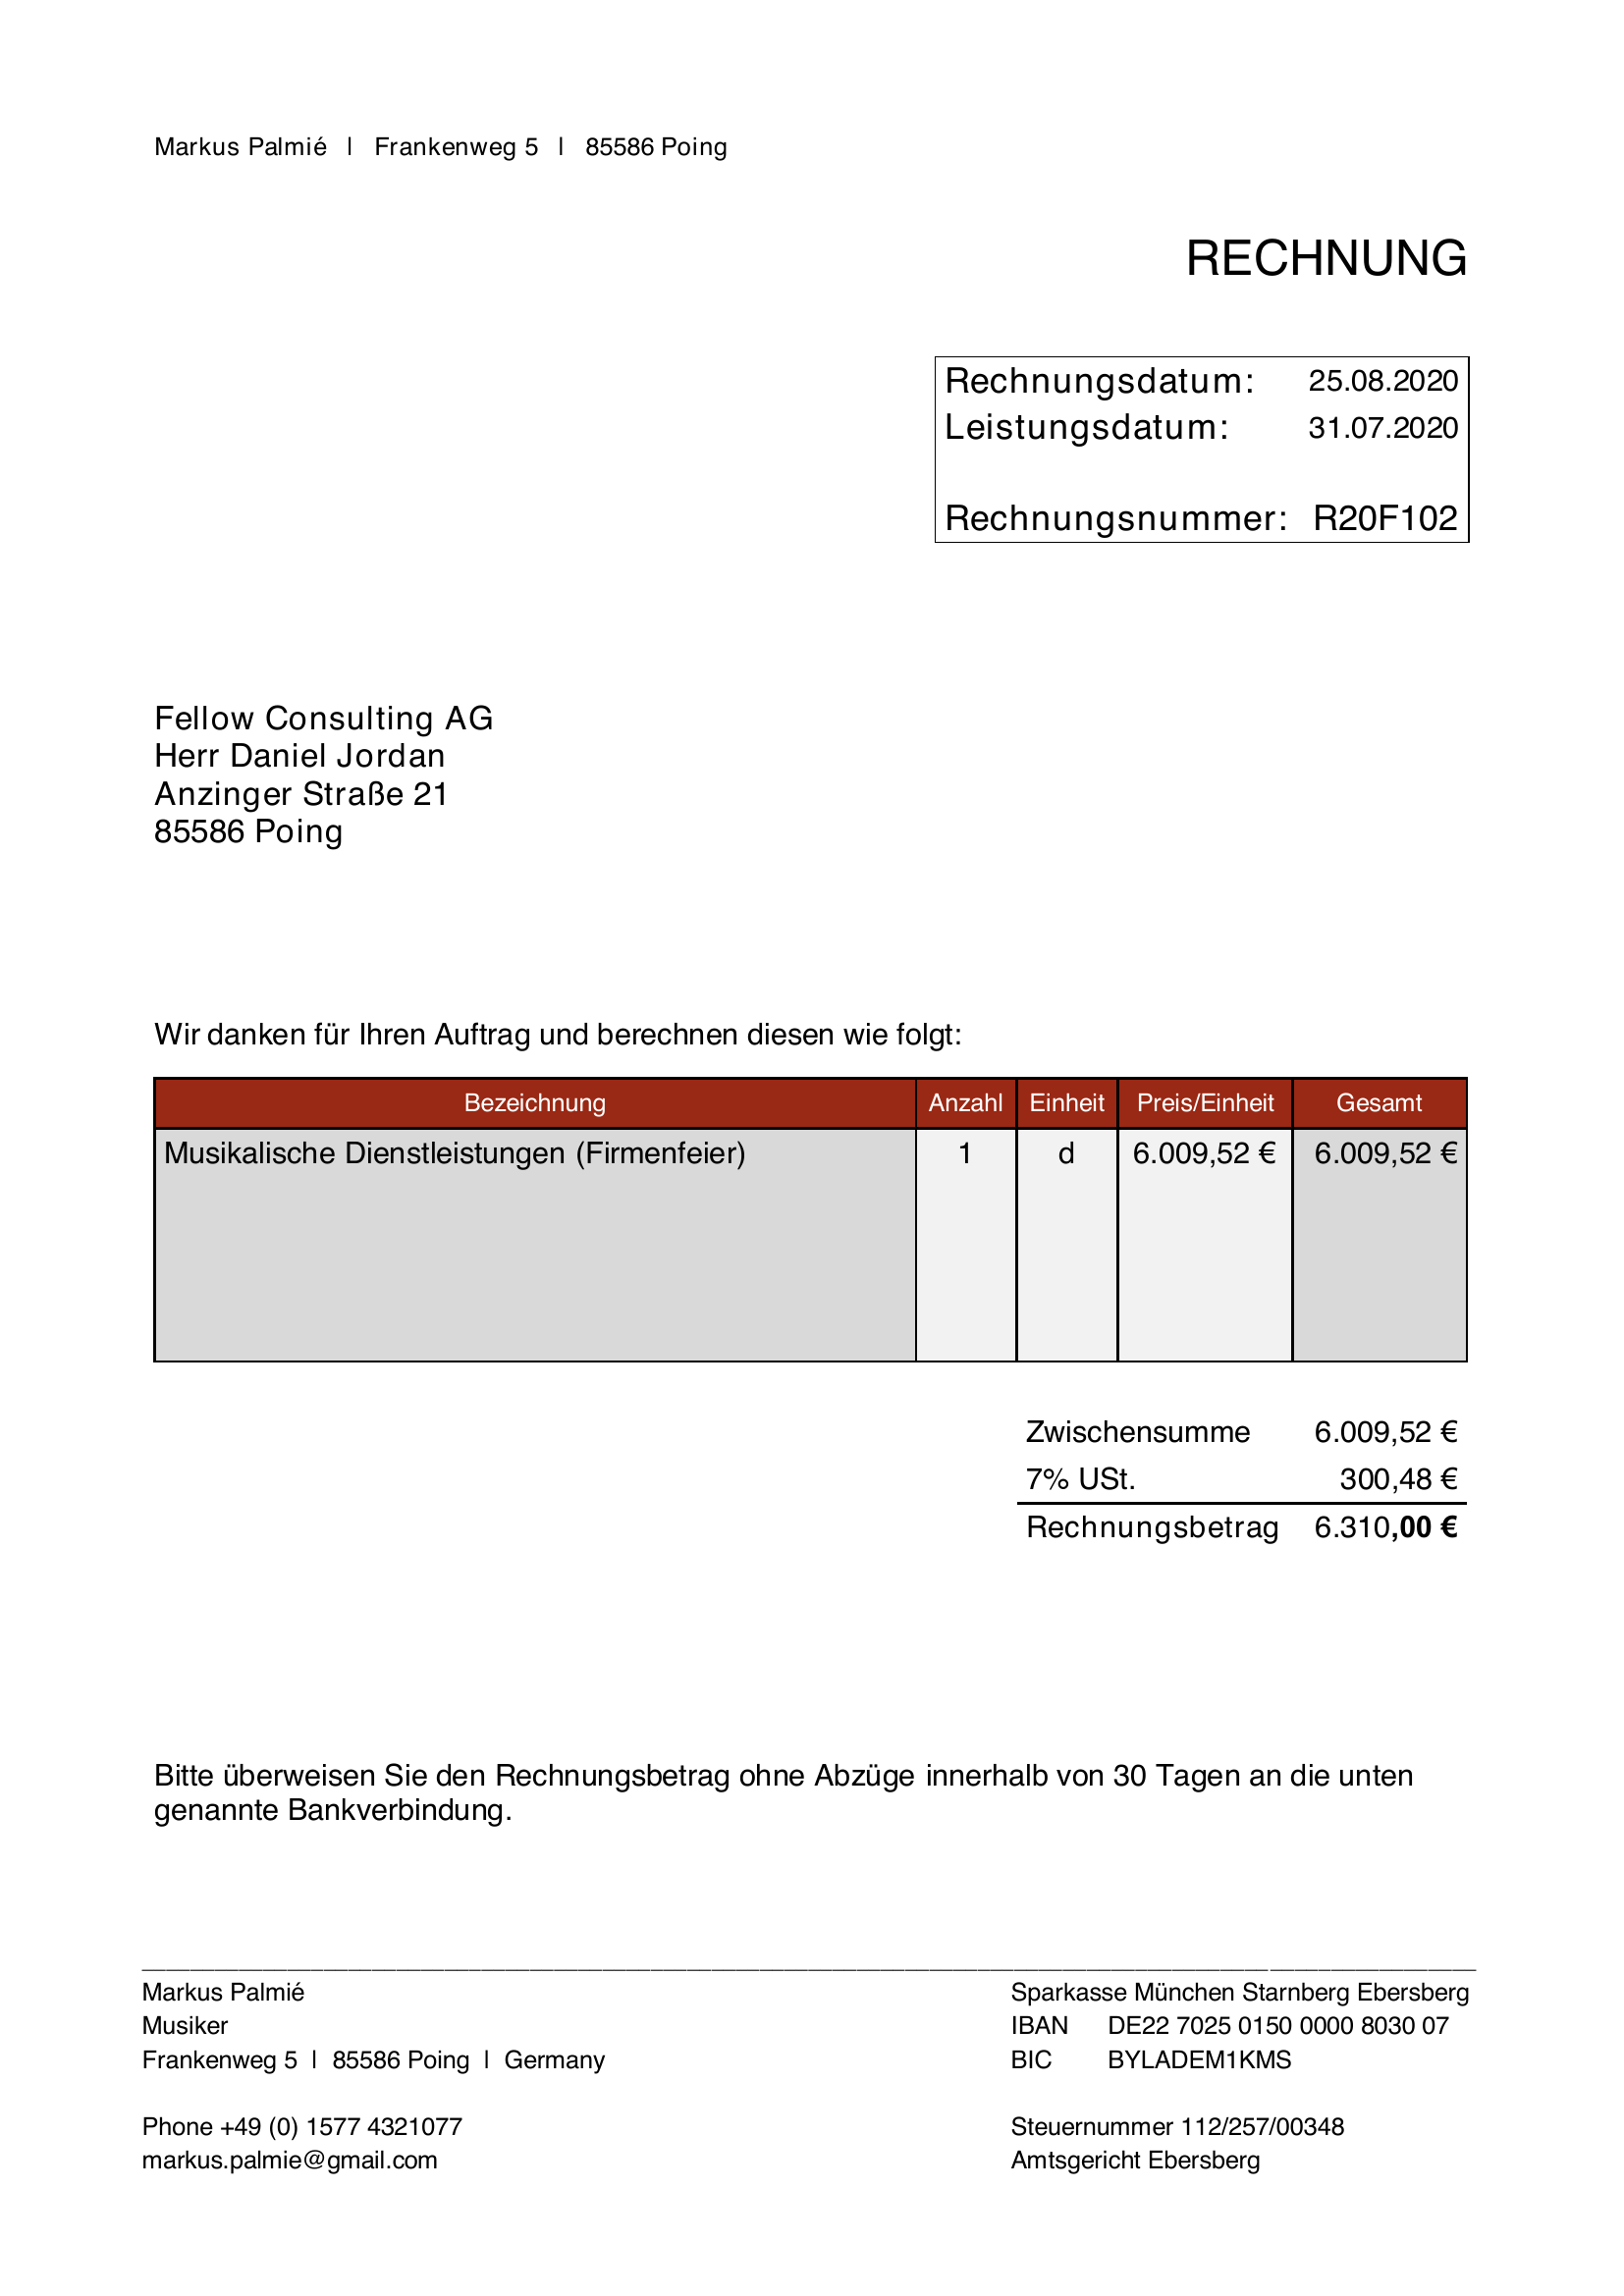 Markus Palmié | Frankenweg 5 | 85586 Poing
RECHNUNG
Rechnungsdatum: 25.08.2020
Leistungsdatum: 31.07.2020
Rechnungsnummer: R20F102
Fellow Consulting AG
Herr Daniel Jordan
Anzinger Straße 21
85586 Poing
Wir danken für Ihren Auftrag und berechnen diesen wie folgt:
Bezeichnung Anzahl Einheit Preis/Einheit Gesamt
Musikalische Dienstleistungen (Firmenfeier) 1 d 6.009,52 € 6.009,52 €
Zwischensumme 6.009,52 €
7% USt. 300,48 €
Rechnungsbetrag 6.310,00 €
Bitte überweisen Sie den Rechnungsbetrag ohne Abzüge innerhalb von 30 Tagen an die unten
genannte Bankverbindung.
Markus Palmié
Musiker
Frankenweg 5 | 85586 Poing | Germany
Phone +49 (0) 1577 4321077
markus.palmie@gmail.com
Sparkasse München Starnberg Ebersberg
IBAN DE22 7025 0150 0000 8030 07
BIC BYLADEM1KMS
Steuernummer 112/257/00348
Amtsgericht Ebersberg